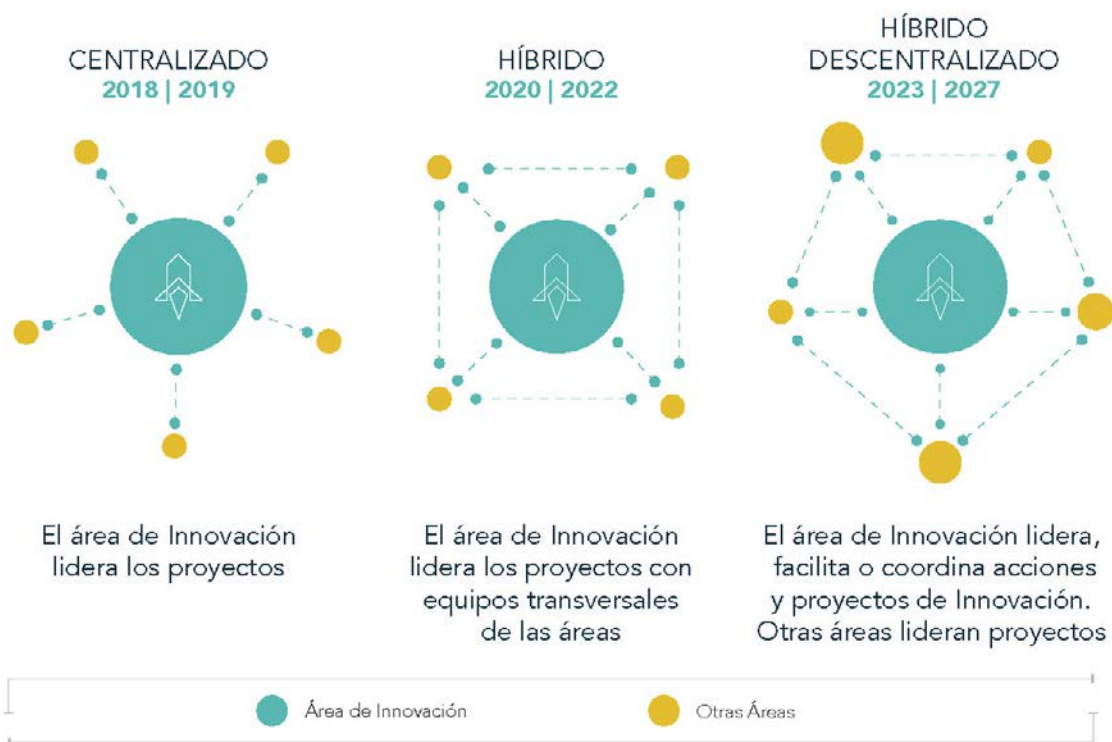 CENTRALIZADO
2018 | 2019
El área de Innovación
lidera los proyectos
HÍBRIDO
2020 | 2022
El área de Innovación
lidera los proyectos con
equipos transversales
de las áreas
HÍBRIDO
DESCENTRALIZADO
2023 | 2027
El área de Innovación lidera,
facilita o coordina acciones
y proyectos de Innovación.
Otras áreas lideran proyectos
Área de Innovación
Otras Áreas